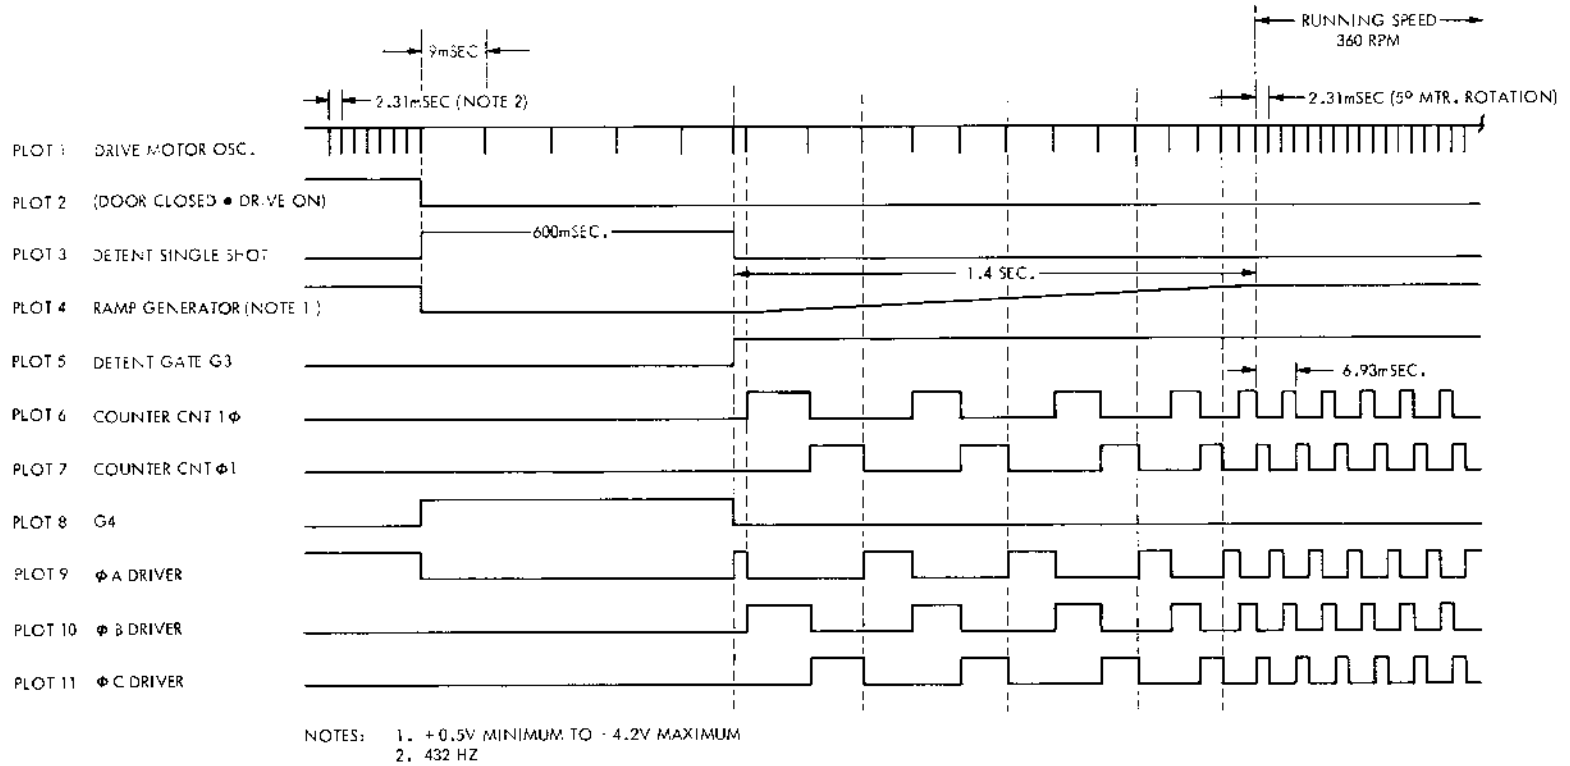 RUNNING SPEED
360 RPM
9mSEC
2.31mSEC (NOTE 2)
2.31mSEC (5° MTR. ROTATION)
PLOT 1 DRIVE MOTOR OSC.
PLOT 2 (DOOR CLOSED • DRIVE ON)
600mSEC.
PLOT 3 DETENT SINGLE SHOT
1.4 SEC.
PLOT 4 RAMP GENERATOR (NOTE 1)
PLOT 5 DETENT GATE G3
6.93mSEC.
PLOT 6 COUNTER CNT 1Φ
PLOT 7 COUNTER CNT Φ1
PLOT 8 G4
PLOT 9 Φ A DRIVER
PLOT 10 Φ B DRIVER
PLOT 11 Φ C DRIVER
NOTES: 1. +0.5V MINIMUM TO -4.2V MAXIMUM
2. 432 HZ